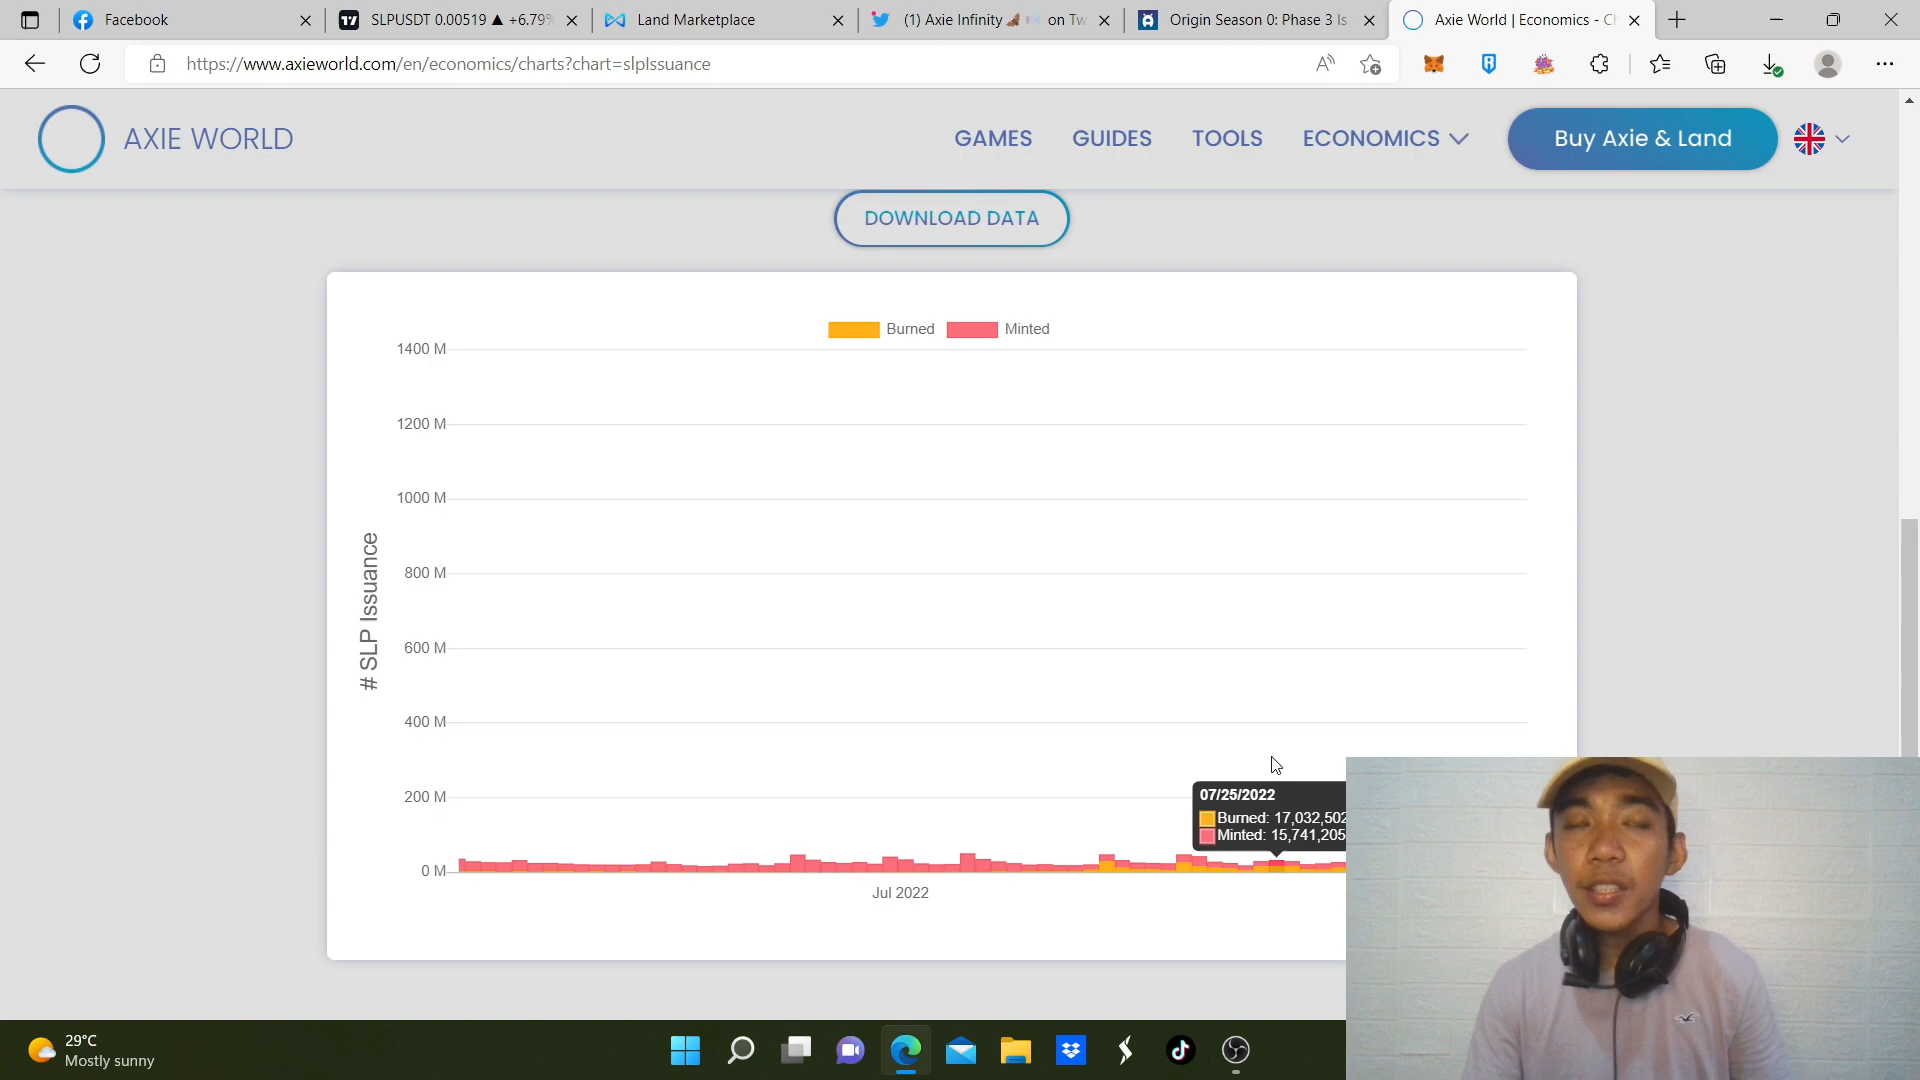 Facebook
SLPUSDT 0.00519 ▲ +6.79%
Land Marketplace
(1) Axie Infinity on Tw
Origin Season 0: Phase 3 Is
Axie World | Economics - Ch
https://www.axieworld.com/en/economics/charts?chart=slpIssuance
AXIE WORLD
GAMES
GUIDES
TOOLS
ECONOMICS
Buy Axie & Land
DOWNLOAD DATA
Burned
Minted
1400 M
1200 M
1000 M
800 M
600 M
400 M
200 M
0 M
# SLP Issuance
07/25/2022
Burned: 17,032,502
Minted: 15,741,205
Jul 2022
29°C
Mostly sunny